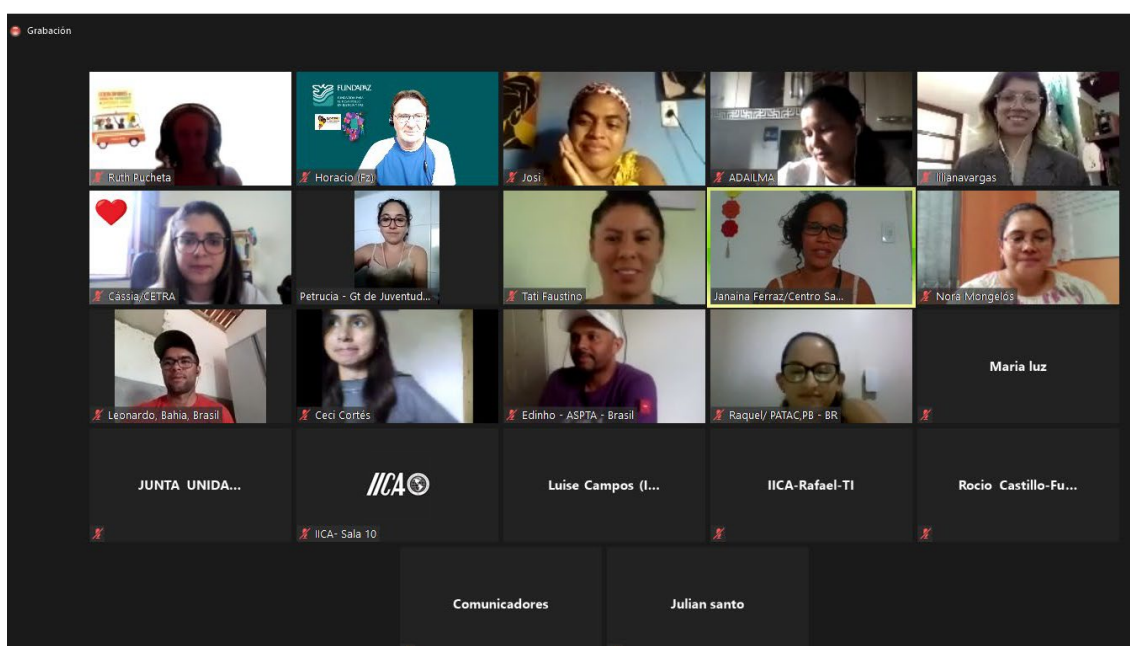 Grabación
FUNDAPAZ
Ruth Pucheta
Horacio (Fz)
Josi
ADAILMA
lilianavargas
Cássia/CETRA
Petrucia - Gt de Juventud...
Tati Faustino
Janaina Ferraz/Centro Sa...
Nora Mongelós
Leonardo, Bahia, Brasil
Ceci Cortés
Edinho - ASPTA - Brasil
Raquel/ PATAC,PB - BR
Maria luz
JUNTA UNIDA...
IICA
IICA- Sala 10
Luise Campos (I...
IICA-Rafael-TI
Rocio Castillo-Fu...
Comunicadores
Julian santo